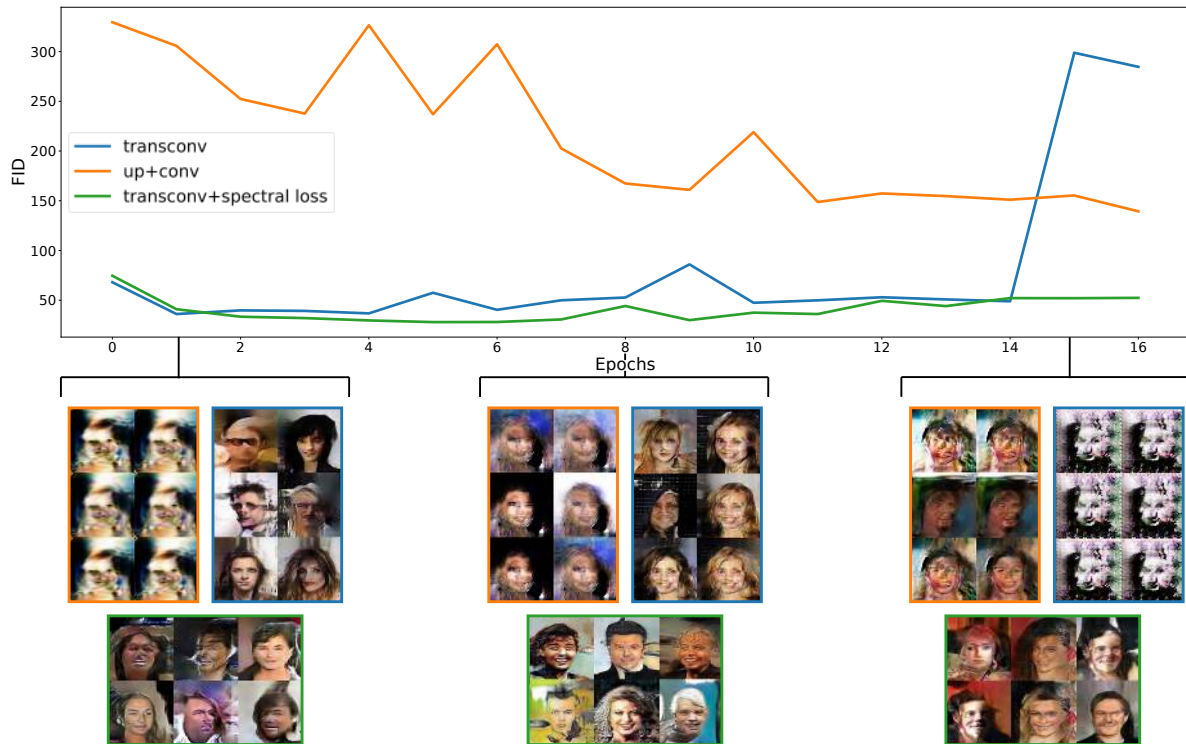 300
250
200
150
100
50
FID
transconv
up+conv
transconv+spectral loss
0 2 4 6 8 10 12 14 16
Epochs